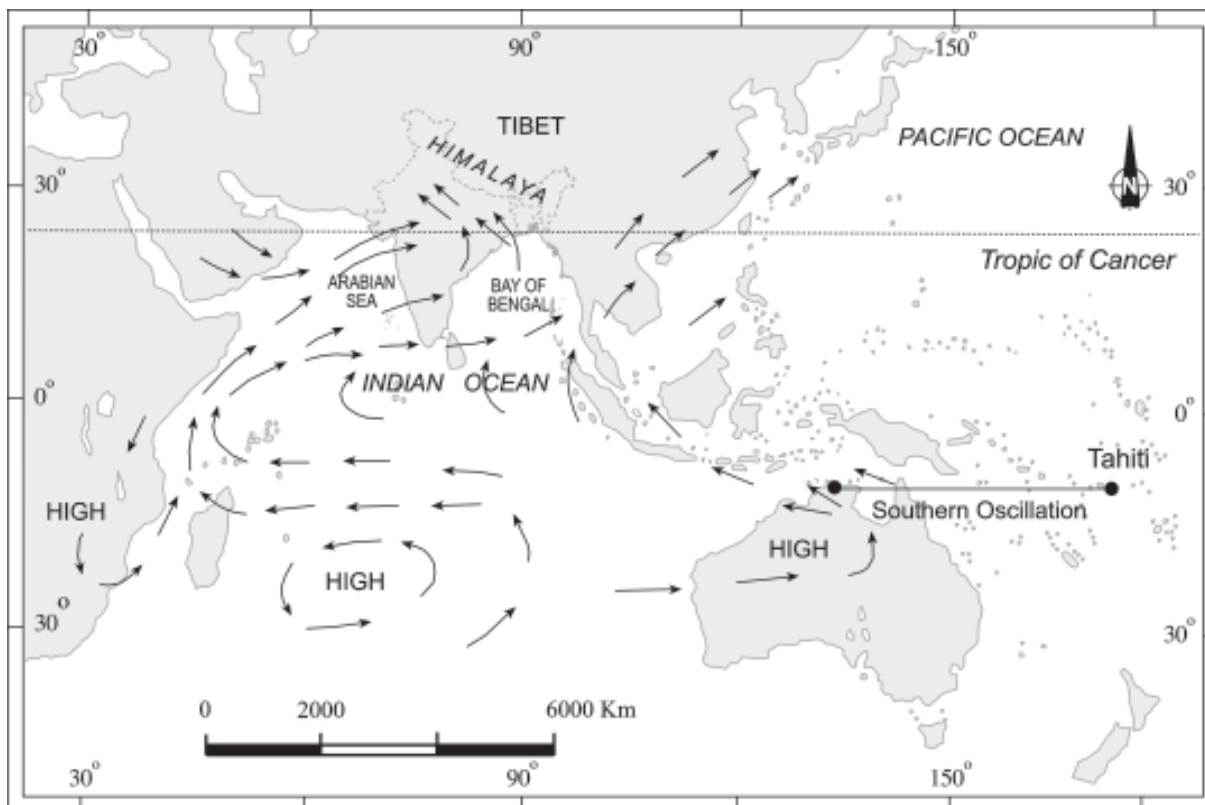 30°
90°
150°
TIBET
PACIFIC OCEAN
HIMALAYA
N
30°
30°
Tropic of Cancer
ARABIAN
SEA
BAY OF
BENGAL
INDIAN OCEAN
0°
0°
Tahiti
HIGH
Southern Oscillation
HIGH
HIGH
30°
30°
0 2000 6000 Km
30°
90°
150°